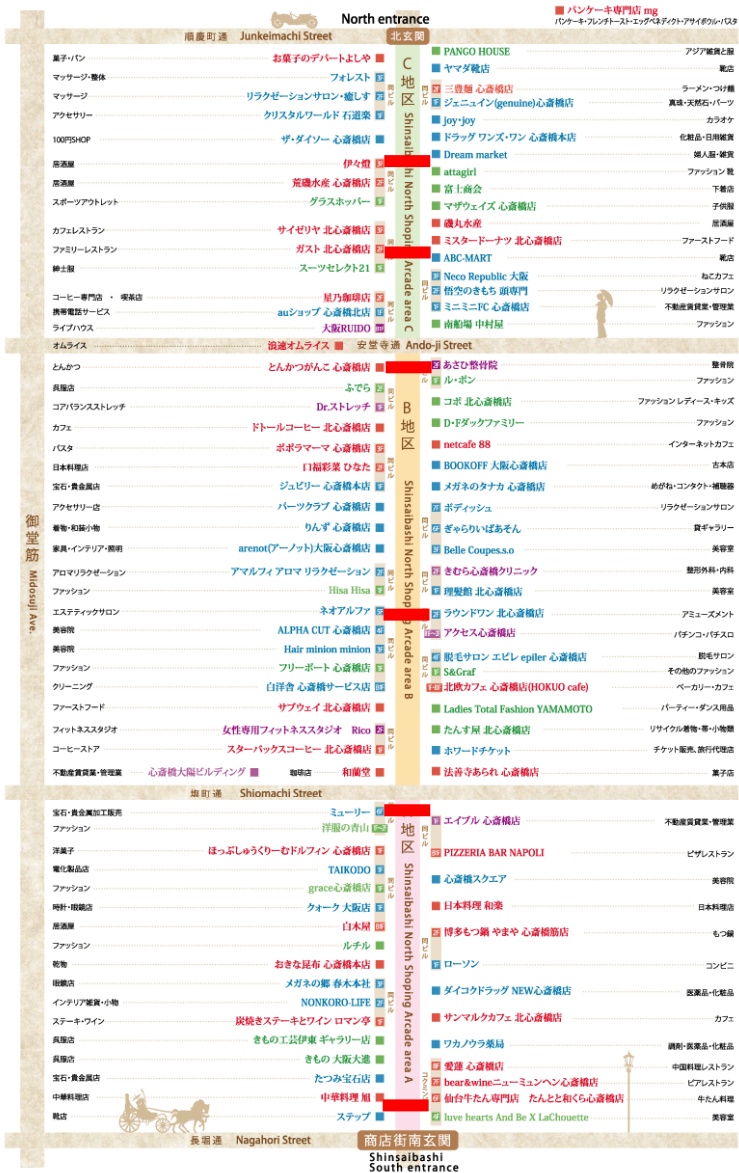 North entrance
パンケーキ専門店 mg
パンケーキ・フレンチトースト・エッグベネディクト・アサイボウル・パスタ
順慶町通 Junkeimachi Street
北玄関
菓子・パン お菓子のデパートよしや
マッサージ・整体 フォレスト
マッサージ リラクゼーションサロン・癒しす
アクセサリー クリスタルワールド 石道楽
100円SHOP ザ・ダイソー 心斎橋店
居酒屋 伊々燈
居酒屋 荒磯水産 心斎橋店
スポーツアウトレット グラスホッパー
カフェレストラン サイゼリヤ 北心斎橋店
ファミリーレストラン ガスト 北心斎橋店
紳士服 スーツセレクト21
コーヒー専門店 ・ 喫茶店 星乃珈琲店
携帯電話サービス auショップ 心斎橋北店
ライブハウス 大阪RUIDO
オムライス 浪速オムライス
C地区
Shinsaibashi North Shoping Arcade area C
PANGO HOUSE アジア雑貨と服
ヤマダ靴店 靴店
三豊麺 心斎橋店 ラーメン・つけ麺
ジェニュイン(genuine)心斎橋店 真珠・天然石・パーツ
joy・joy カラオケ
ドラッグ ワンズ・ワン 心斎橋本店 化粧品・日用雑貨
Dream market 婦人服・雑貨
attagirl ファッション 靴
富士商会 下着店
マザウェイズ 心斎橋店 子供服
磯丸水産 居酒屋
ミスタードーナツ 北心斎橋店 ファーストフード
ABC-MART 靴店
Neco Republic 大阪 ねこカフェ
悟空のきもち 頭専門 リラクゼーションサロン
ミニミニFC 心斎橋店 不動産賃貸業・管理業
南船場 中村屋 ファッション
安堂寺通 Ando-ji Street
とんかつ とんかつがんこ 心斎橋店
呉服店 ふでら
コアバランスストレッチ Dr.ストレッチ
カフェ ドトールコーヒー 北心斎橋店
パスタ ポポラマーマ 心斎橋店
日本料理店 口福彩菜 ひなた
宝石・貴金属店 ジュビリー 心斎橋本店
アクセサリー店 パーツクラブ 心斎橋店
着物・和装小物 りんず 心斎橋店
家具・インテリア・照明 arenot(アーノット)大阪心斎橋店
アロマリラクゼーション アマルフィ アロマ リラクゼーション
ファッション Hisa Hisa
エステティックサロン ネオアルファ
美容院 ALPHA CUT 心斎橋店
美容院 Hair minion minion
ファッション フリーポート 心斎橋店
クリーニング 白洋舎 心斎橋サービス店
ファーストフード サブウェイ 北心斎橋店
フィットネススタジオ 女性専用フィットネススタジオ Rico
コーヒーストア スターバックスコーヒー 北心斎橋店
不動産賃貸業・管理業 心斎橋大陽ビルディング 珈琲店 和蘭堂
御堂筋 Midosuji Ave.
B地区
Shinsaibashi North Shoping Arcade area B
あさひ整骨院 整骨院
ル・ボン ファッション
コポ 北心斎橋店 ファッション レディース・キッズ
D・Fダックファミリー ファッション
netcafe 88 インターネットカフェ
BOOKOFF 大阪心斎橋店 古本店
メガネのタナカ 心斎橋店 めがね・コンタクト・補聴器
ボディッシュ リラクゼーションサロン
ぎゃらりいぱあそん 貸ギャラリー
Belle Coupes.s.o 美容室
きむら心斎橋クリニック 整形外科・内科
理髪館 北心斎橋店 美容室
ラウンドワン 北心斎橋店 アミューズメント
アクセス心斎橋店 パチンコ・パチスロ
脱毛サロン エピレ epiler 心斎橋店 脱毛サロン
S&Graf その他のファッション
北欧カフェ 心斎橋店(HOKUO cafe) ベーカリー・カフェ
Ladies Total Fashion YAMAMOTO パーティー・ダンス用品
たんす屋 北心斎橋店 リサイクル着物・帯・小物類
ホワードチケット チケット販売、旅行代理店
法善寺あられ 心斎橋店 菓子店
塩町通 Shiomachi Street
宝石・貴金属加工販売 ミューリー
ファッション 洋服の青山
洋菓子 ほっぷしゅうくりーむドルフィン 心斎橋店
電化製品店 TAIKODO
ファッション grace心斎橋店
時計・眼鏡店 クォーク 大阪店
居酒屋 白木屋
ファッション ルチル
乾物 おきな昆布 心斎橋本店
眼鏡店 メガネの郷 春木本社
インテリア雑貨・小物 NONKORO-LIFE
ステーキ・ワイン 炭焼きステーキとワイン ロマン亭
呉服店 きもの工芸伊東 ギャラリー店
呉服店 きもの 大阪大進
宝石・貴金属店 たつみ宝石店
中華料理店 中華料理 旭
靴店 ステップ
地区
Shinsaibashi North Shoping Arcade area A
エイブル 心斎橋店 不動産賃貸業・管理業
PIZZERIA BAR NAPOLI ピザレストラン
心斎橋スクエア 美容院
日本料理 和楽 日本料理店
博多もつ鍋 やまや 心斎橋筋店 もつ鍋
ローソン コンビニ
ダイコクドラッグ NEW心斎橋店 医薬品・化粧品
サンマルクカフェ 北心斎橋店 カフェ
ワカノウラ薬局 調剤・医薬品・化粧品
愛蓮 心斎橋店 中国料理レストラン
bear&wineニューミュンヘン心斎橋店 ビアレストラン
仙台牛たん専門店 たんとと和くら心斎橋店 牛たん料理
luve hearts And Be X LaChouette 美容室
長堀通 Nagahori Street
商店街南玄関
Shinsaibashi
South entrance